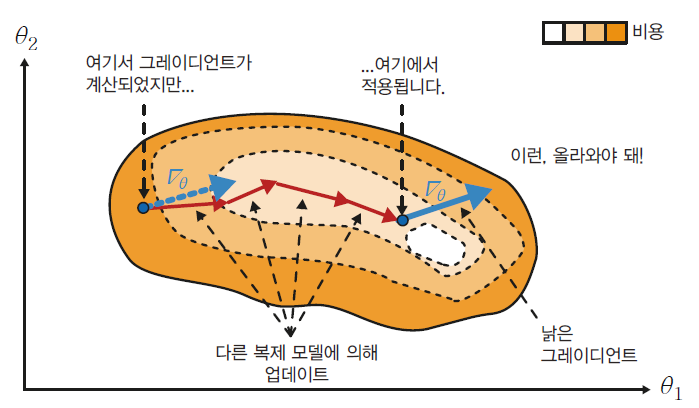 θ₂
비용
여기서 그레이디언트가
계산되었지만...
...여기에서
적용됩니다.
이런, 올라와야 돼!
∇θ
∇θ
낡은
그레이디언트
다른 복제 모델에 의해
업데이트
θ₁